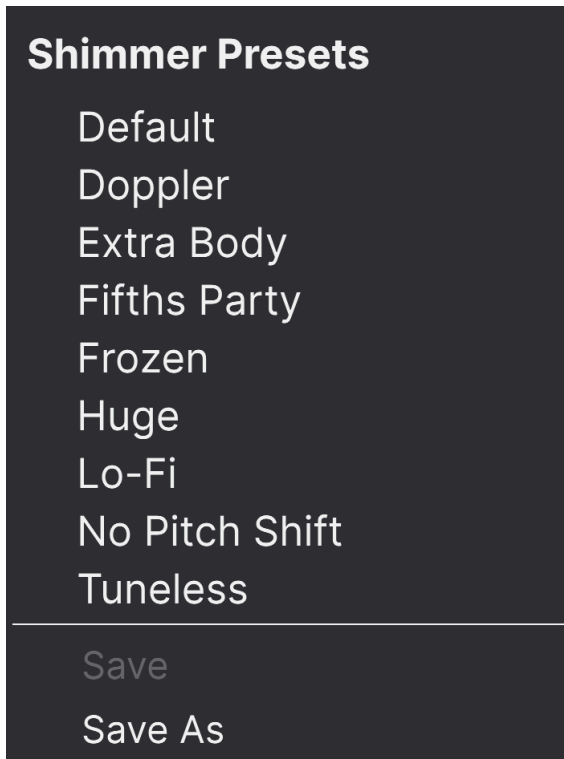 Shimmer Presets
Default
Doppler
Extra Body
Fifths Party
Frozen
Huge
Lo-Fi
No Pitch Shift
Tuneless
Save
Save As